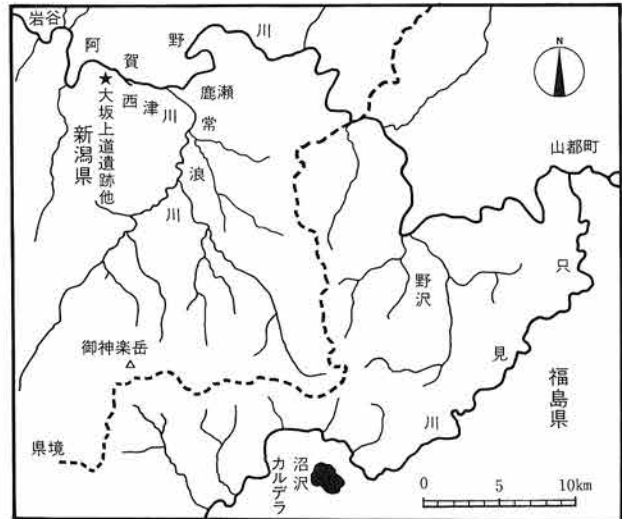 岩谷
阿賀野川
N
★大坂上道遺跡他
西津川
鹿瀬
常浪川
新潟県
山都町
野沢
只見川
御神楽岳
福島県
県境
沼沢
カルデラ
0 5 10km